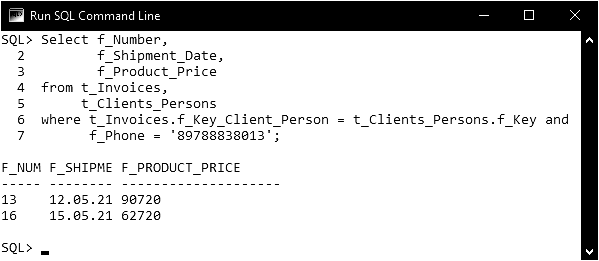 Run SQL Command Line
SQL> Select f_Number,
  2         f_Shipment_Date,
  3         f_Product_Price
  4  from t_Invoices,
  5       t_Clients_Persons
  6  where t_Invoices.f_Key_Client_Person = t_Clients_Persons.f_Key and
  7        f_Phone = '89788838013';
F_NUM F_SHIPME F_PRODUCT_PRICE
----- -------- --------------------
13    12.05.21 90720
16    15.05.21 62720
SQL> _